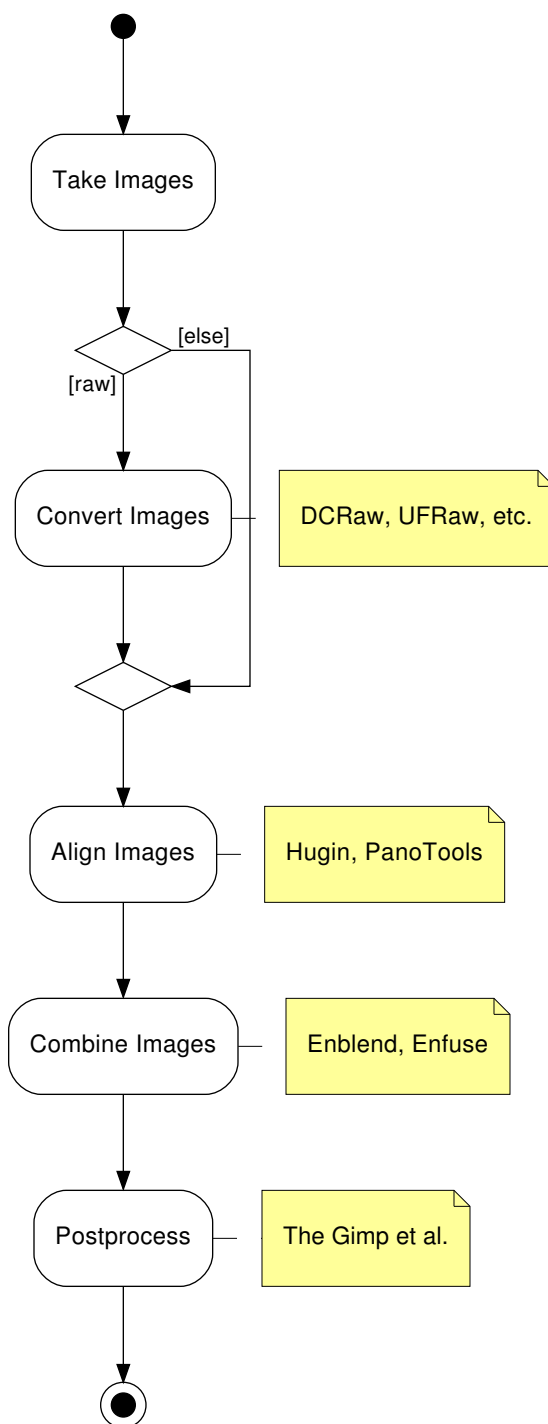 Take Images
[else]
[raw]
Convert Images
DCRaw, UFRaw, etc.
Align Images
Hugin, PanoTools
Combine Images
Enblend, Enfuse
Postprocess
The Gimp et al.